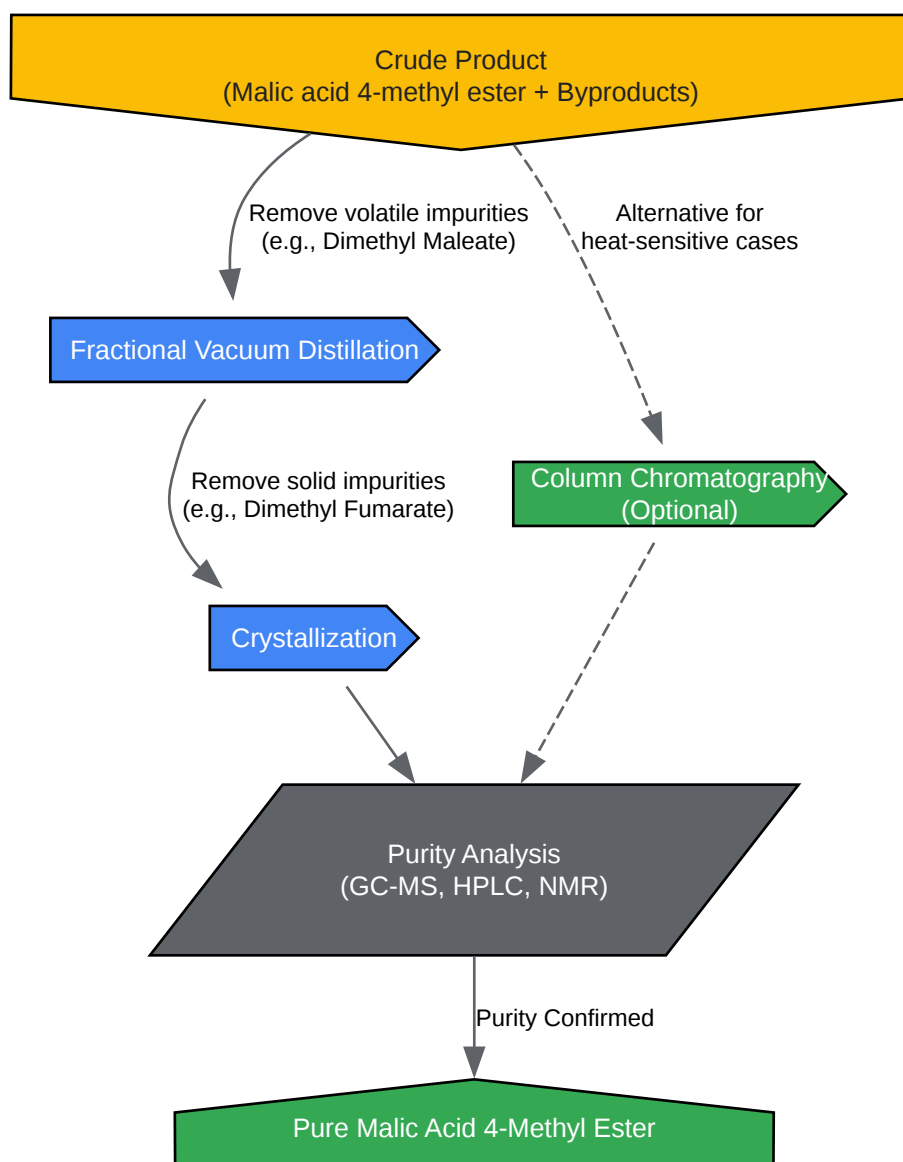 Crude Product
(Malic acid 4-methyl ester + Byproducts)
Remove volatile impurities
(e.g., Dimethyl Maleate)
Alternative for
heat-sensitive cases
Fractional Vacuum Distillation
Remove solid impurities
(e.g., Dimethyl Fumarate)
Column Chromatography
(Optional)
Crystallization
Purity Analysis
(GC-MS, HPLC, NMR)
Purity Confirmed
Pure Malic Acid 4-Methyl Ester